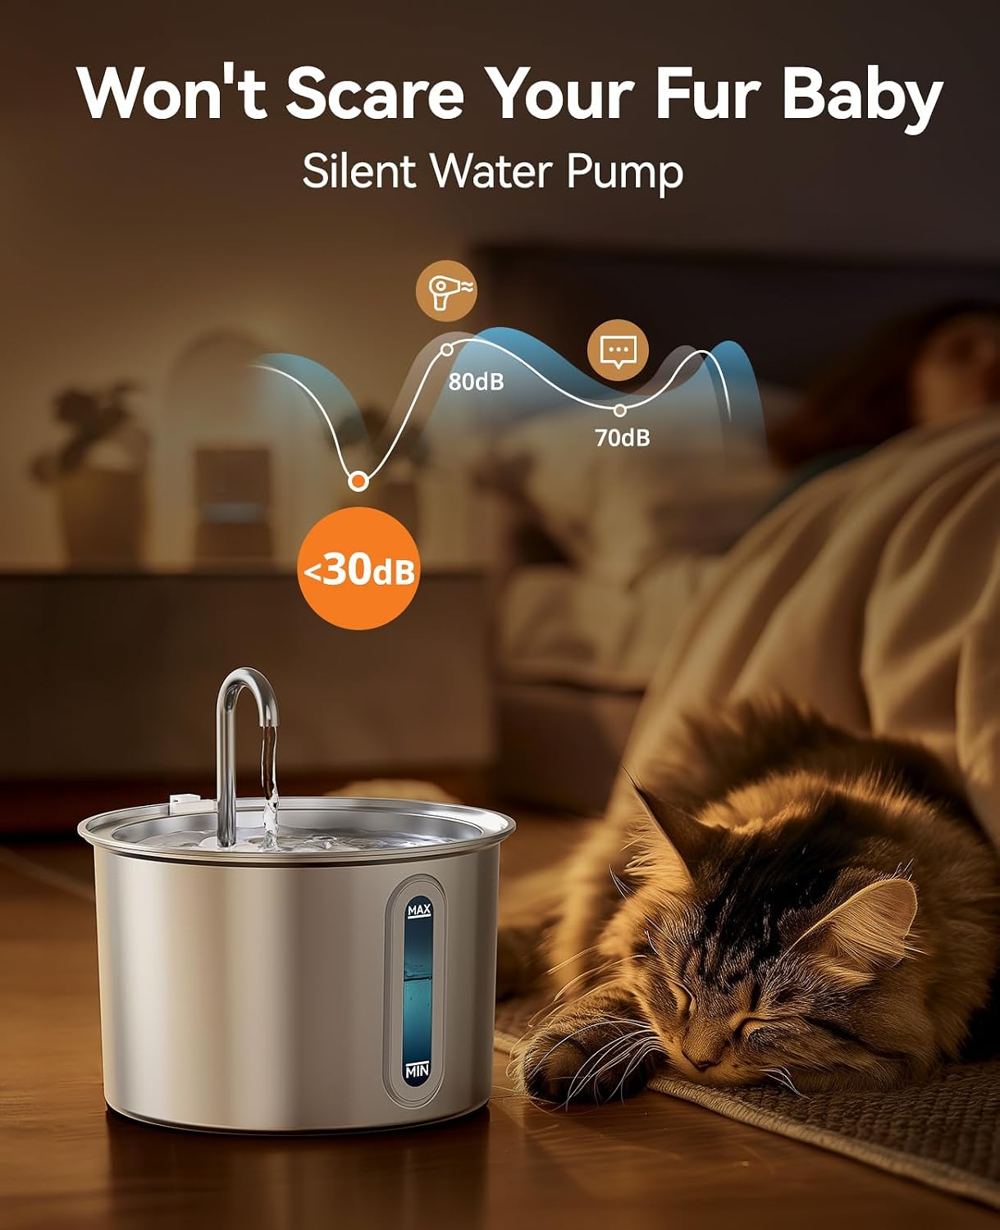 Won't Scare Your Fur Baby
Silent Water Pump
80dB
70dB
<30dB
MAX
MIN